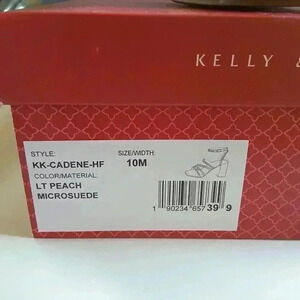 KELLY &
STYLE: SIZE/WIDTH:
KK-CADENE-HF 10M
COLOR/MATERIAL:
LT PEACH
MICROSUEDE
1 90234 65739 9